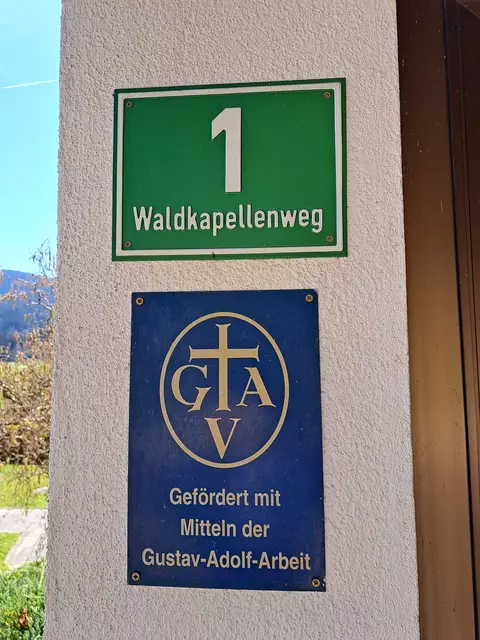 1
Waldkapellenweg
G A
V
Gefördert mit
Mitteln der
Gustav-Adolf-Arbeit